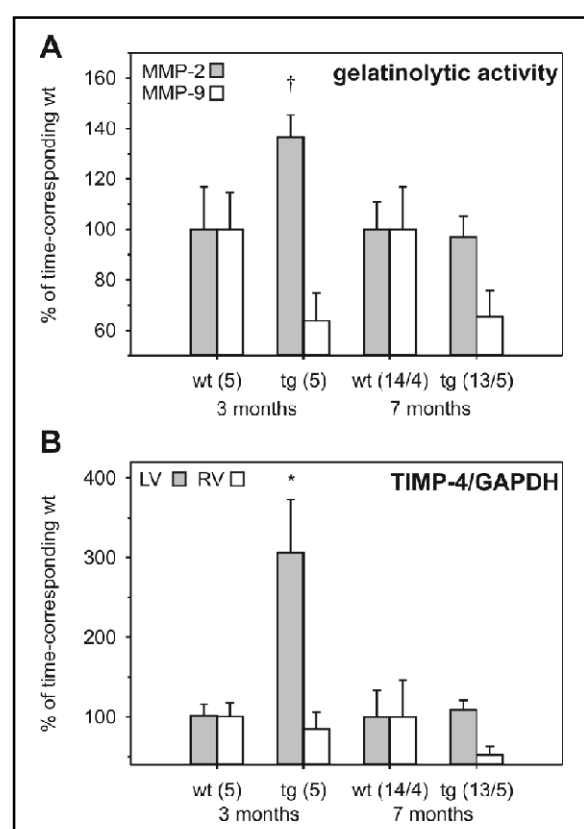 A
gelatinolytic activity
MMP-2
MMP-9
†
% of time-corresponding wt
160
140
120
100
80
60
wt (5) tg (5) wt (14/4) tg (13/5)
3 months 7 months
B
TIMP-4/GAPDH
LV RV
*
% of time-corresponding wt
400
300
200
100
wt (5) tg (5) wt (14/4) tg (13/5)
3 months 7 months